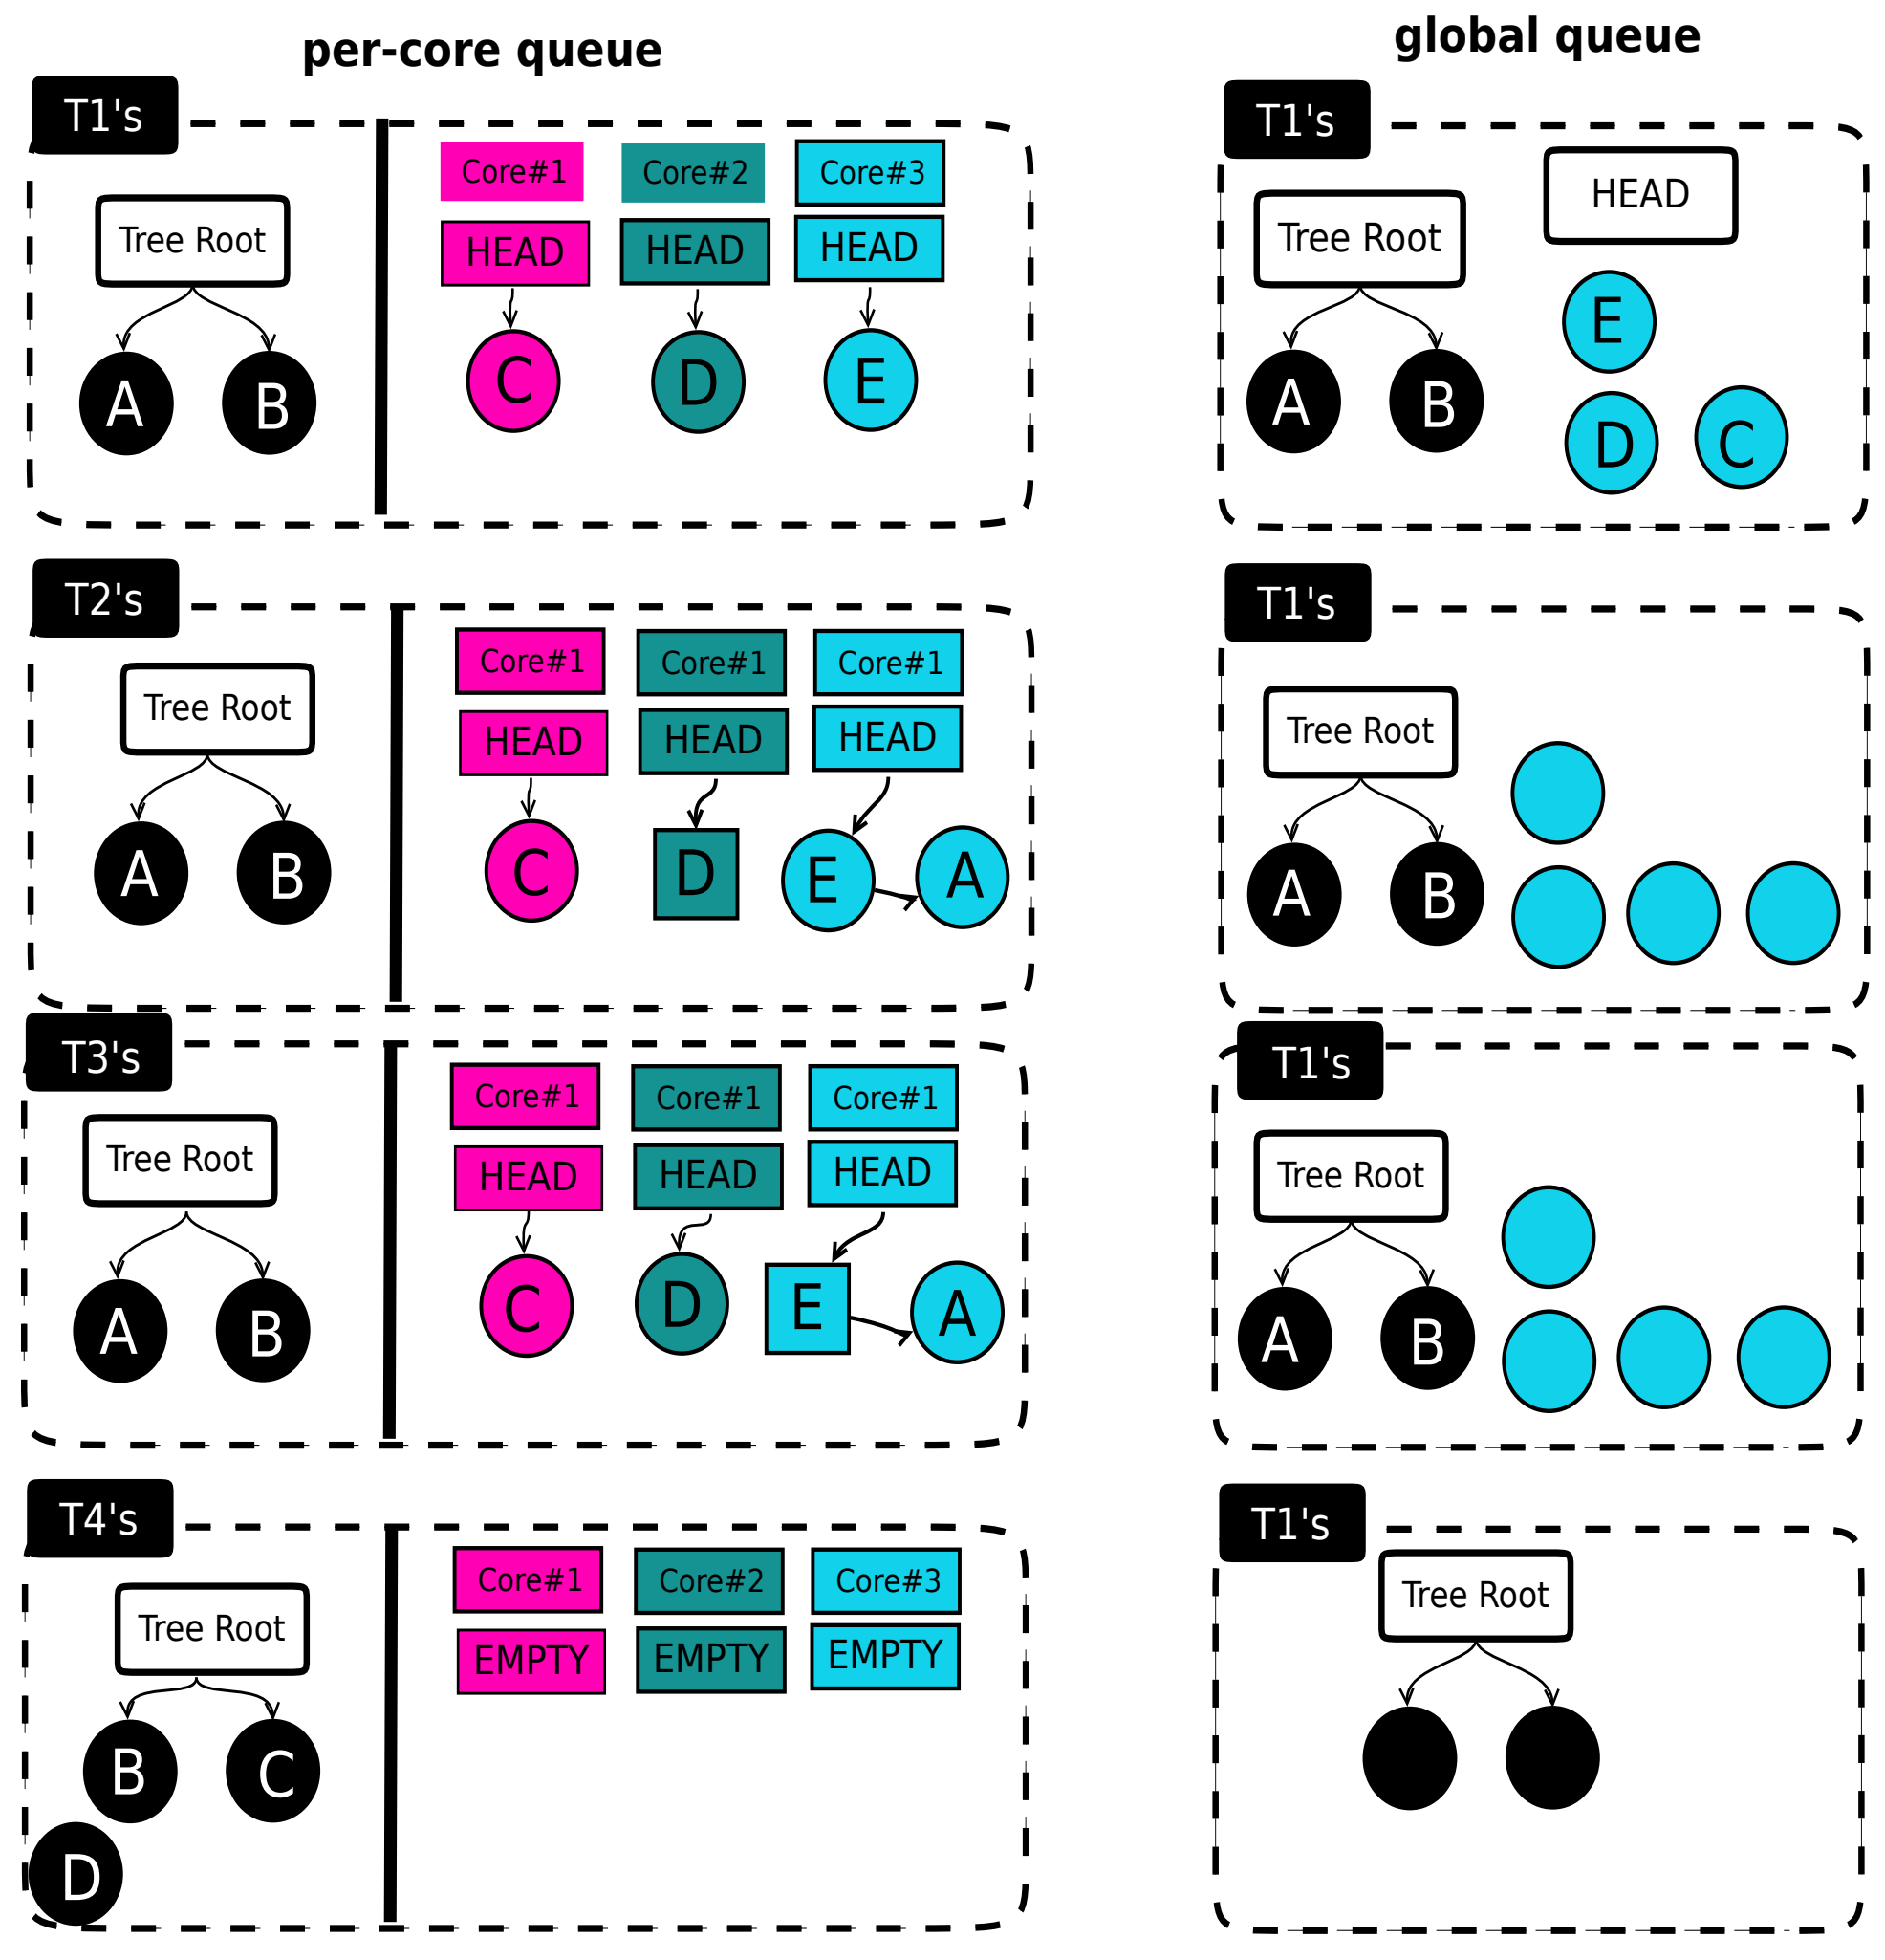 per-core queue
T1's
Tree Root
A
B
Core#1
Core#2
Core#3
HEAD
HEAD
HEAD
C
D
E
T2's
Tree Root
A
B
Core#1
Core#1
Core#1
HEAD
HEAD
HEAD
C
D
E
A
T3's
Tree Root
A
B
Core#1
Core#1
Core#1
HEAD
HEAD
HEAD
C
D
E
A
T4's
Tree Root
B
C
D
Core#1
Core#2
Core#3
EMPTY
EMPTY
EMPTY
global queue
T1's
Tree Root
A
B
HEAD
E
D
C
T1's
Tree Root
A
B
T1's
Tree Root
A
B
T1's
Tree Root